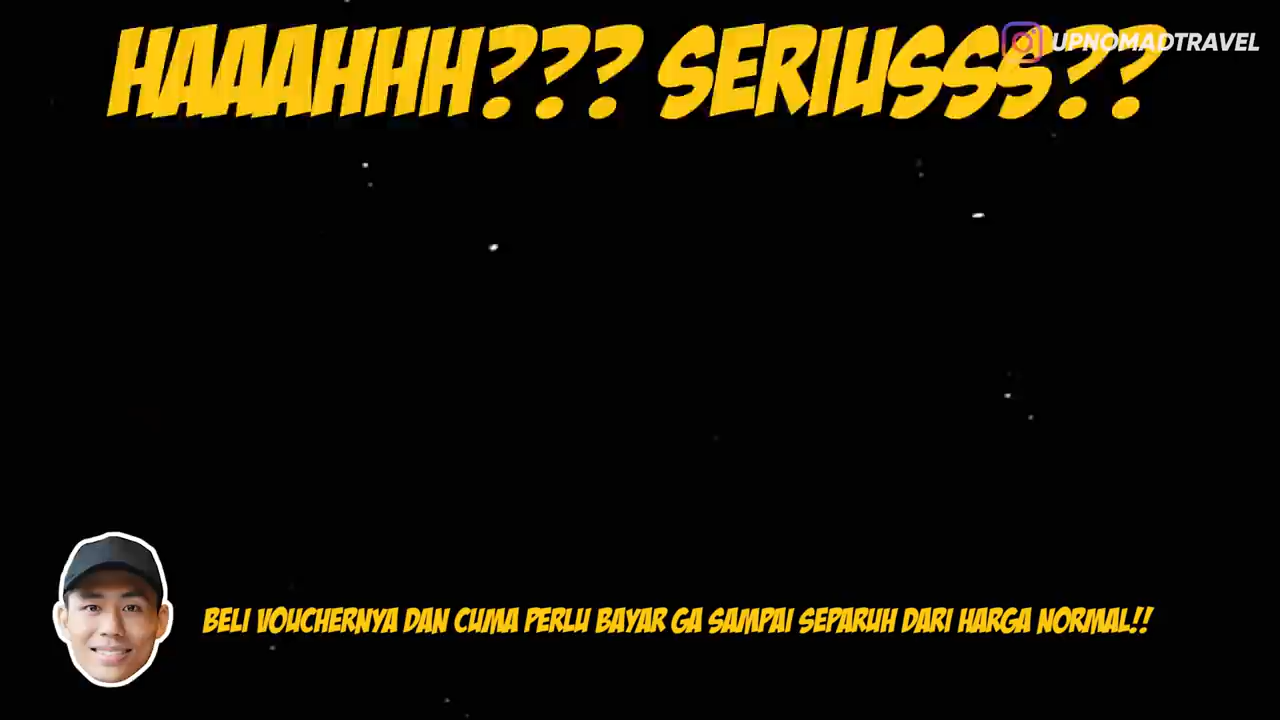 HAAAHHH??? SERIUSSS??
UPNOMADTRAVEL
BELI VOUCHERNYA DAN CUMA PERLU BAYAR GA SAMPAI SEPARUH DARI HARGA NORMAL!!